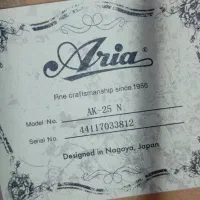 Aria®
Fine craftsmanship since 1956
Model No. AK-25 N
Serial No. 44117033812
Designed in Nagoya, Japan